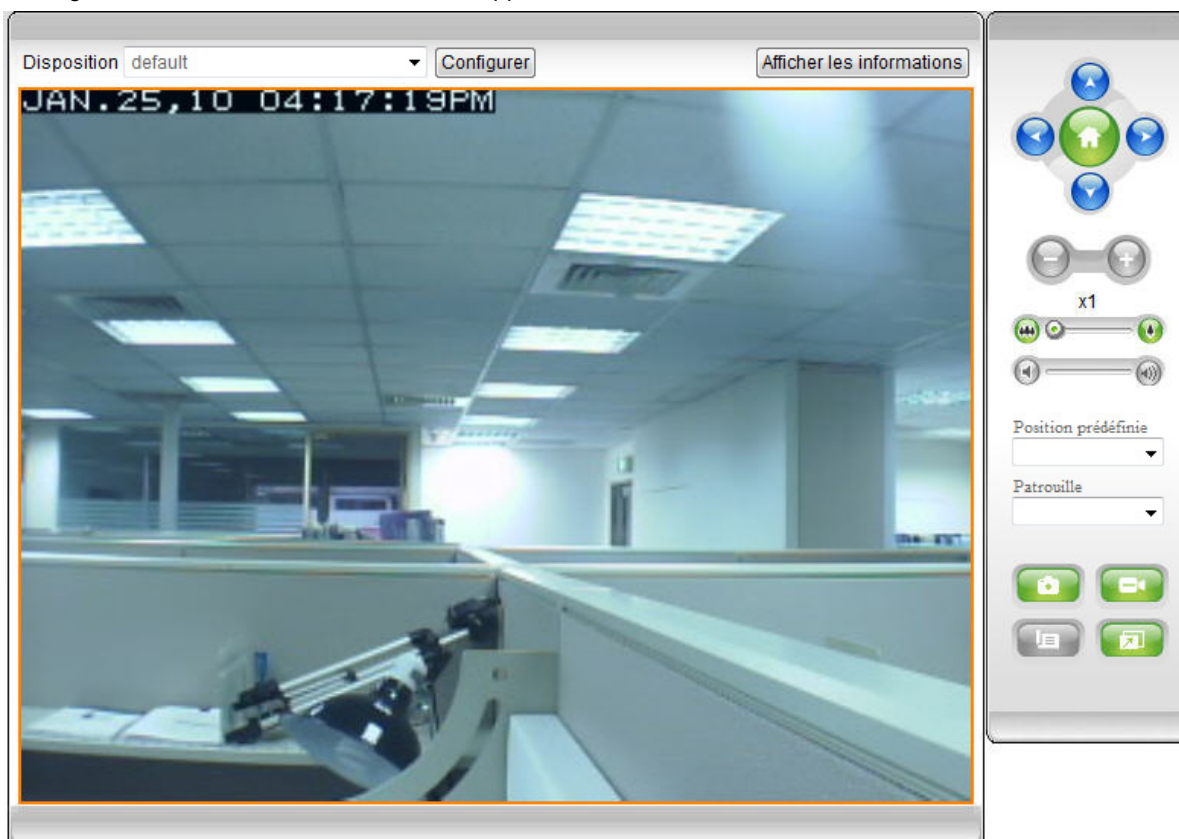 Disposition default Configurer Afficher les informations
JAN.25,10 04:17:19PM
x1
Position prédéfinie
Patrouille